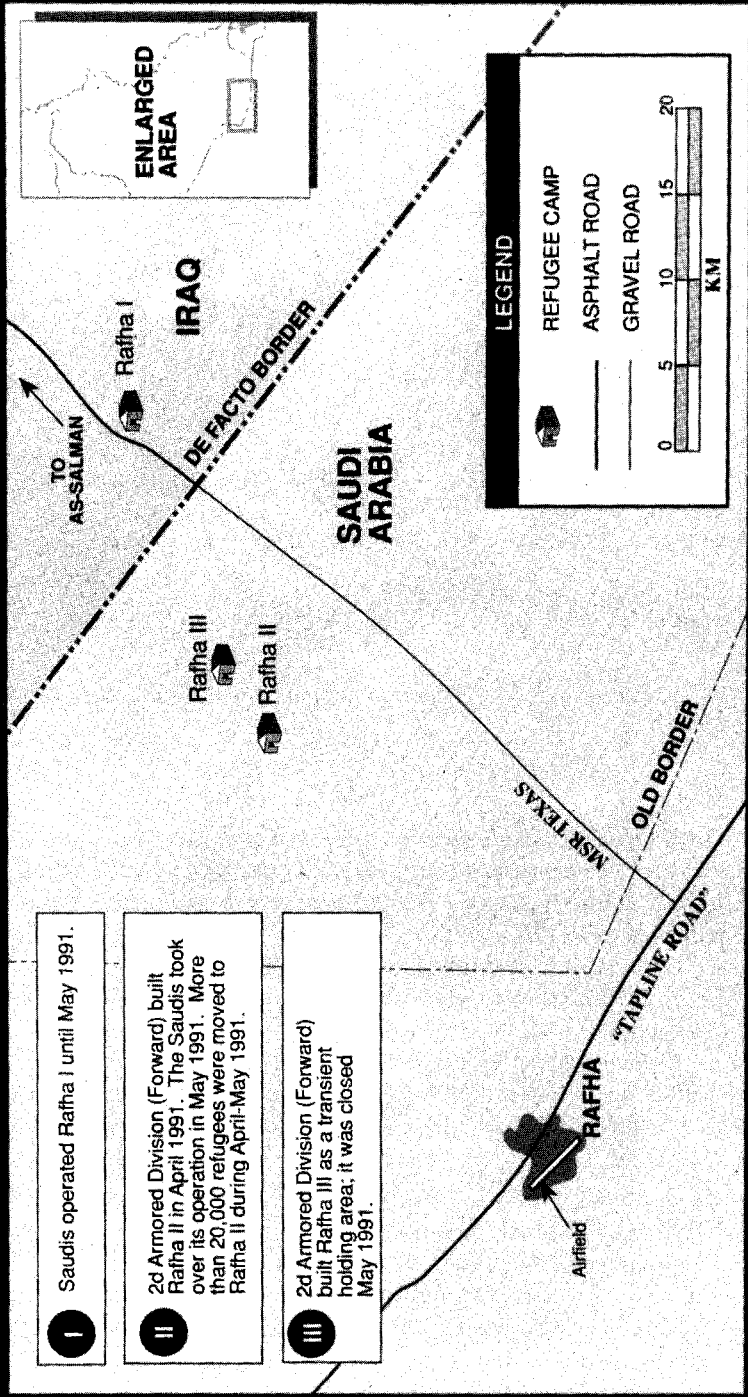 I
Saudis operated Rafha I until May 1991.
II
2d Armored Division (Forward) built
Rafha II in April 1991. The Saudis took
over its operation in May 1991. More
than 20,000 refugees were moved to
Rafha II during April-May 1991.
III
2d Armored Division (Forward)
built Rafha III as a transient
holding area; it was closed
May 1991.
TO
AS-SALMAN
Rafha I
IRAQ
ENLARGED
AREA
DE FACTO BORDER
Rafha III
Rafha II
SAUDI
ARABIA
MSR TEXAS
OLD BORDER
"TAPLINE ROAD"
RAFHA
Airfield
LEGEND
REFUGEE CAMP
ASPHALT ROAD
GRAVEL ROAD
0 5 10 15 20
KM